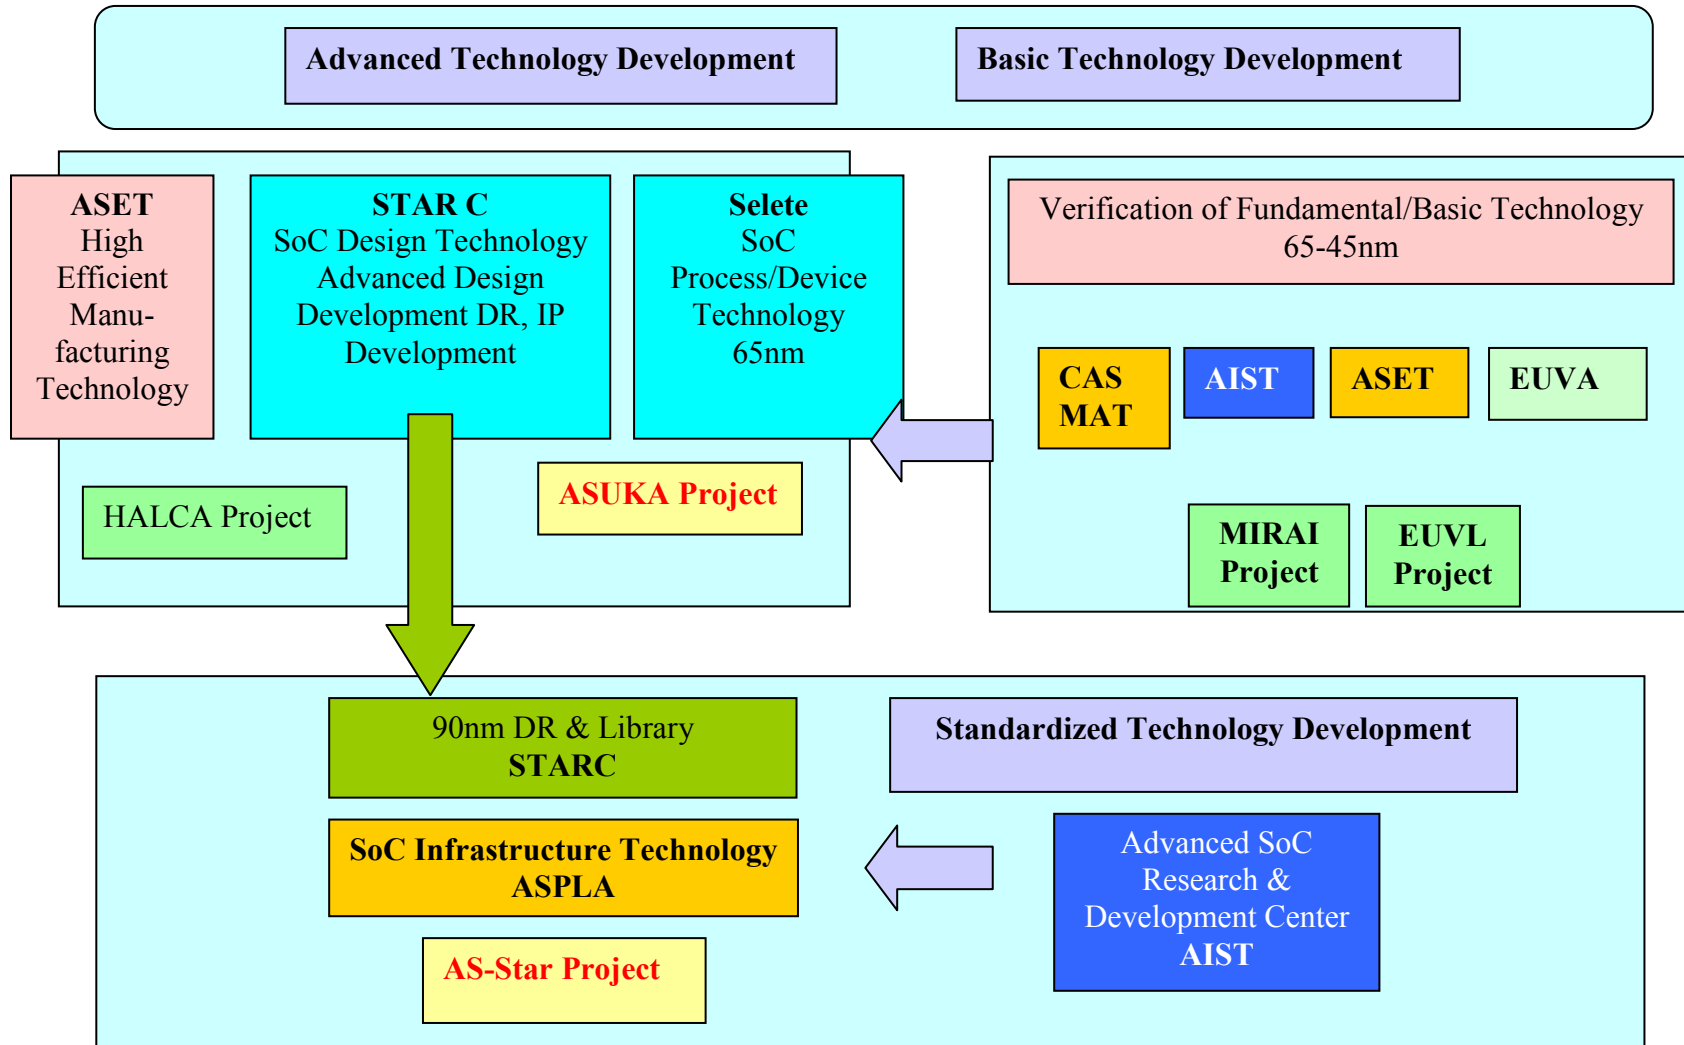 Advanced Technology Development
Basic Technology Development
ASET
High
Efficient
Manu-
facturing
Technology
STAR C
SoC Design Technology
Advanced Design
Development DR, IP
Development
Selete
SoC
Process/Device
Technology
65nm
HALCA Project
ASUKA Project
Verification of Fundamental/Basic Technology
65-45nm
CAS
MAT
AIST
ASET
EUVA
MIRAI
Project
EUVL
Project
90nm DR & Library
STARC
Standardized Technology Development
SoC Infrastructure Technology
ASPLA
Advanced SoC
Research &
Development Center
AIST
AS-Star Project